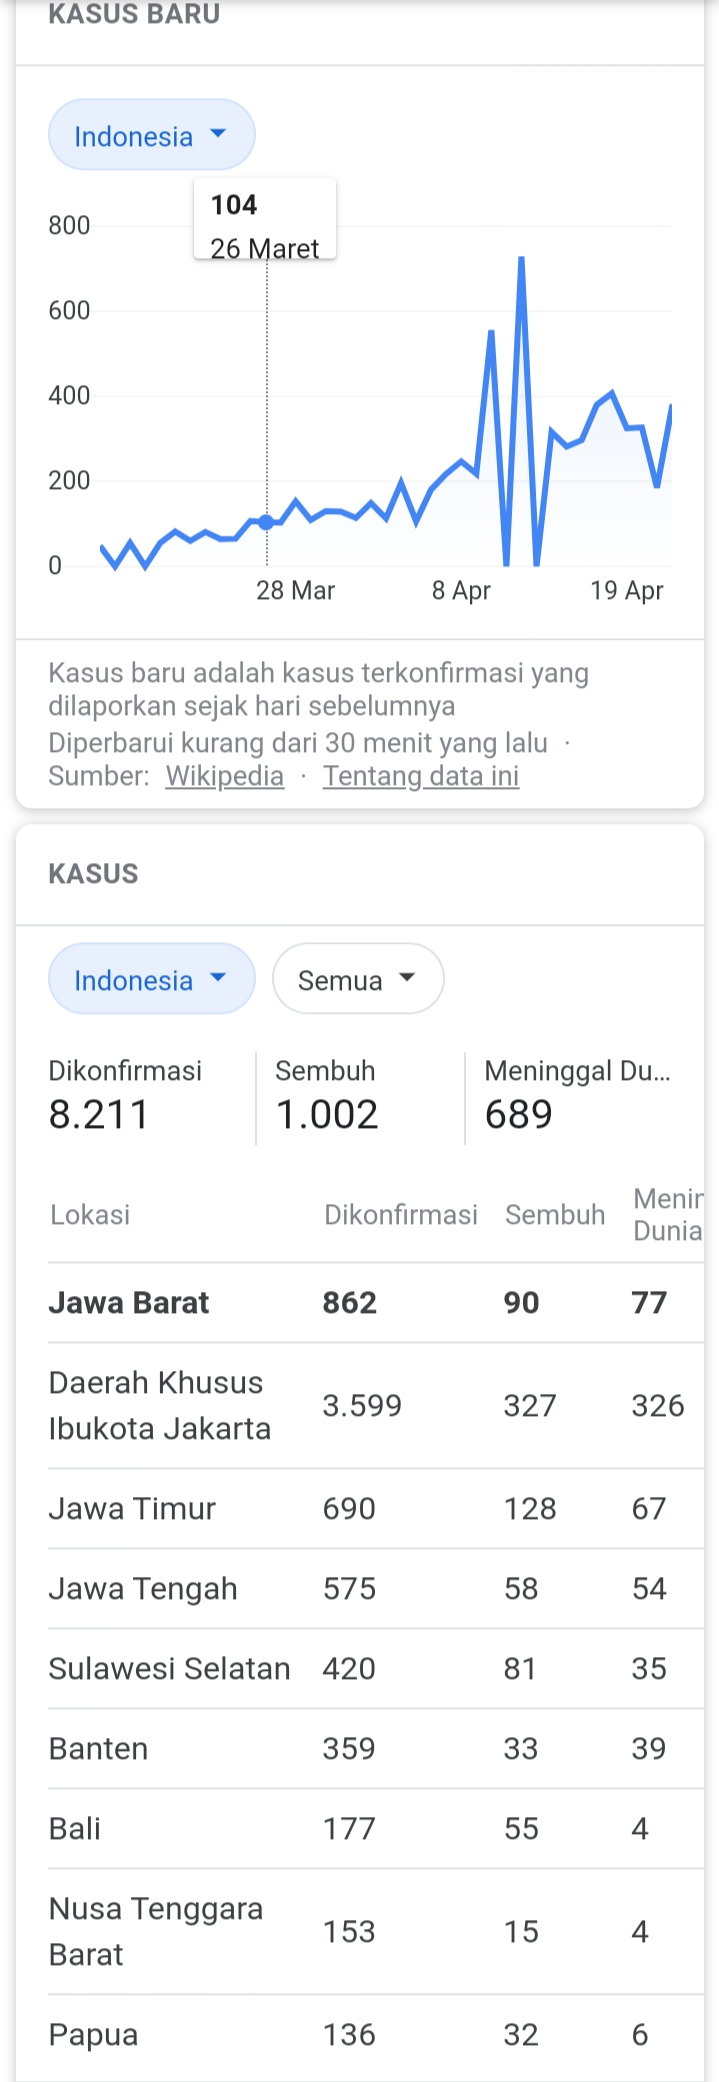 KASUS BARU
Indonesia
104
26 Maret
800
600
400
200
0
28 Mar 8 Apr 19 Apr
Kasus baru adalah kasus terkonfirmasi yang
dilaporkan sejak hari sebelumnya
Diperbarui kurang dari 30 menit yang lalu ·
Sumber: Wikipedia · Tentang data ini
KASUS
Indonesia Semua
Dikonfirmasi Sembuh Meninggal Du...
8.211 1.002 689
Lokasi Dikonfirmasi Sembuh Menin
Dunia
Jawa Barat 862 90 77
Daerah Khusus
Ibukota Jakarta 3.599 327 326
Jawa Timur 690 128 67
Jawa Tengah 575 58 54
Sulawesi Selatan 420 81 35
Banten 359 33 39
Bali 177 55 4
Nusa Tenggara
Barat 153 15 4
Papua 136 32 6